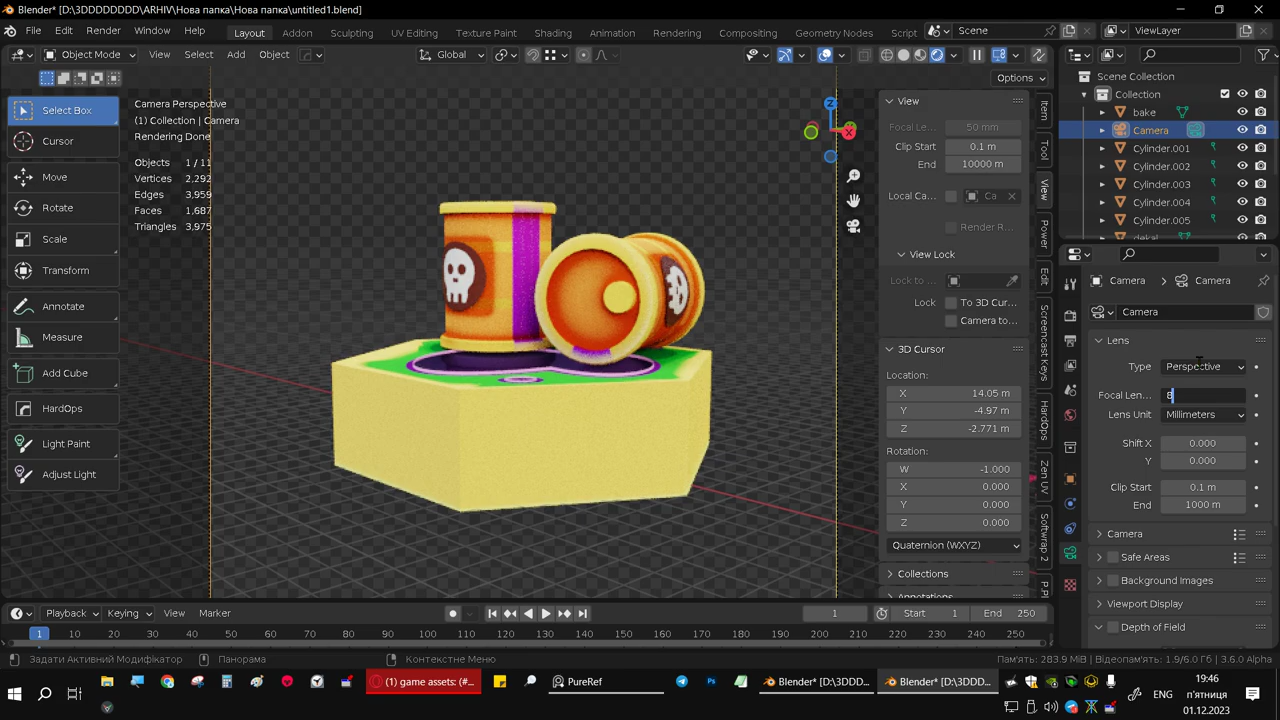 Blender* [D:\3DDDDDDDD\ARHIV\Нова папка\Нова папка\untitled1.blend]
File Edit Render Window Help Layout Addon Sculpting UV Editing Texture Paint Shading Animation Rendering Compositing Geometry Nodes Script Scene ViewLayer
Object Mode View Select Add Object Global
Options
Select Box
Cursor
Move
Rotate
Scale
Transform
Annotate
Measure
Add Cube
HardOps
Light Paint
Adjust Light
Camera Perspective
(1) Collection | Camera
Rendering Done
Objects 1 / 11
Vertices 2,292
Edges 3,959
Faces 1,687
Triangles 3,975
Z
X
View
Focal Le... 50 mm
Clip Start 0.1 m
End 10000 m
Local Ca... Ca
Render R...
View Lock
Lock to ...
Lock To 3D Cur...
Camera to...
3D Cursor
Location:
X 14.05 m
Y -4.97 m
Z -2.771 m
Rotation:
W -1.000
X 0.000
Y 0.000
Z 0.000
Quaternion (WXYZ)
Collections
Annotations
Item
Tool
View
Power
Edit
Screencast Keys
HardOps
Zen UV
Softwrap 2
Scene Collection
Collection
bake
Camera
Cylinder.001
Cylinder.002
Cylinder.003
Cylinder.004
Cylinder.005
dekal
Camera Camera
Camera
Lens
Type Perspective
Focal Len... 8
Lens Unit Millimeters
Shift X 0.000
Y 0.000
Clip Start 0.1 m
End 1000 m
Camera
Safe Areas
Background Images
Viewport Display
Depth of Field
Playback Keying View Marker 1 Start 1 End 250
1 10 20 30 40 50 60 70 80 90 100 110 120 130 140 150 160 170 180 190 200 210 220 230 240 250
Задати Активний Модифікатор Панорама Контекстне Меню Пам'ять: 283.9 MiB | Відеопам'ять: 1.9/6.0 Гб | 3.6.0 Alpha
(1) game assets: (#... PureRef Blender* [D:\3DDD... Blender* [D:\3DDD...
ENG
19:46
п'ятниця
01.12.2023